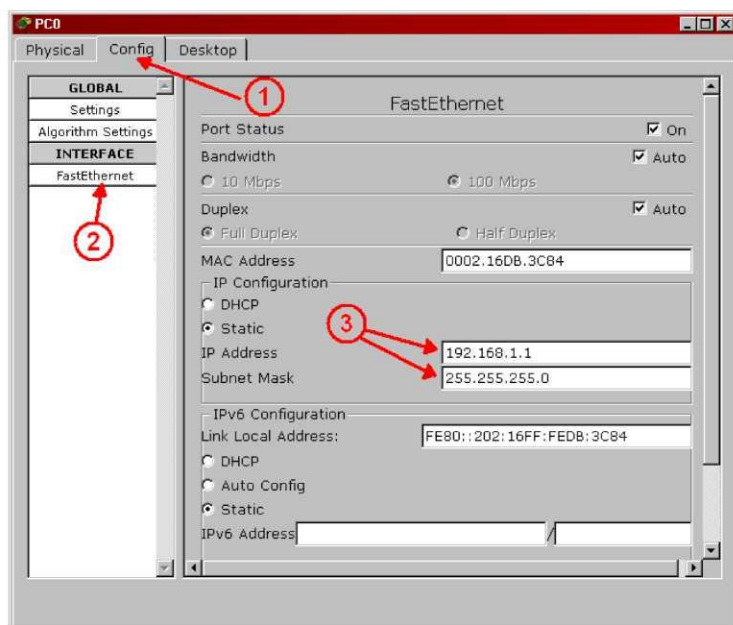 PC0
Physical Config Desktop
GLOBAL
Settings
Algorithm Settings
INTERFACE
FastEthernet
1
2
FastEthernet
Port Status On
Bandwidth Auto
10 Mbps 100 Mbps
Duplex Auto
Full Duplex Half Duplex
MAC Address 0002.16DB.3C84
IP Configuration
DHCP
Static
3
IP Address 192.168.1.1
Subnet Mask 255.255.255.0
IPv6 Configuration
Link Local Address: FE80::202:16FF:FEDB:3C84
DHCP
Auto Config
Static
IPv6 Address /